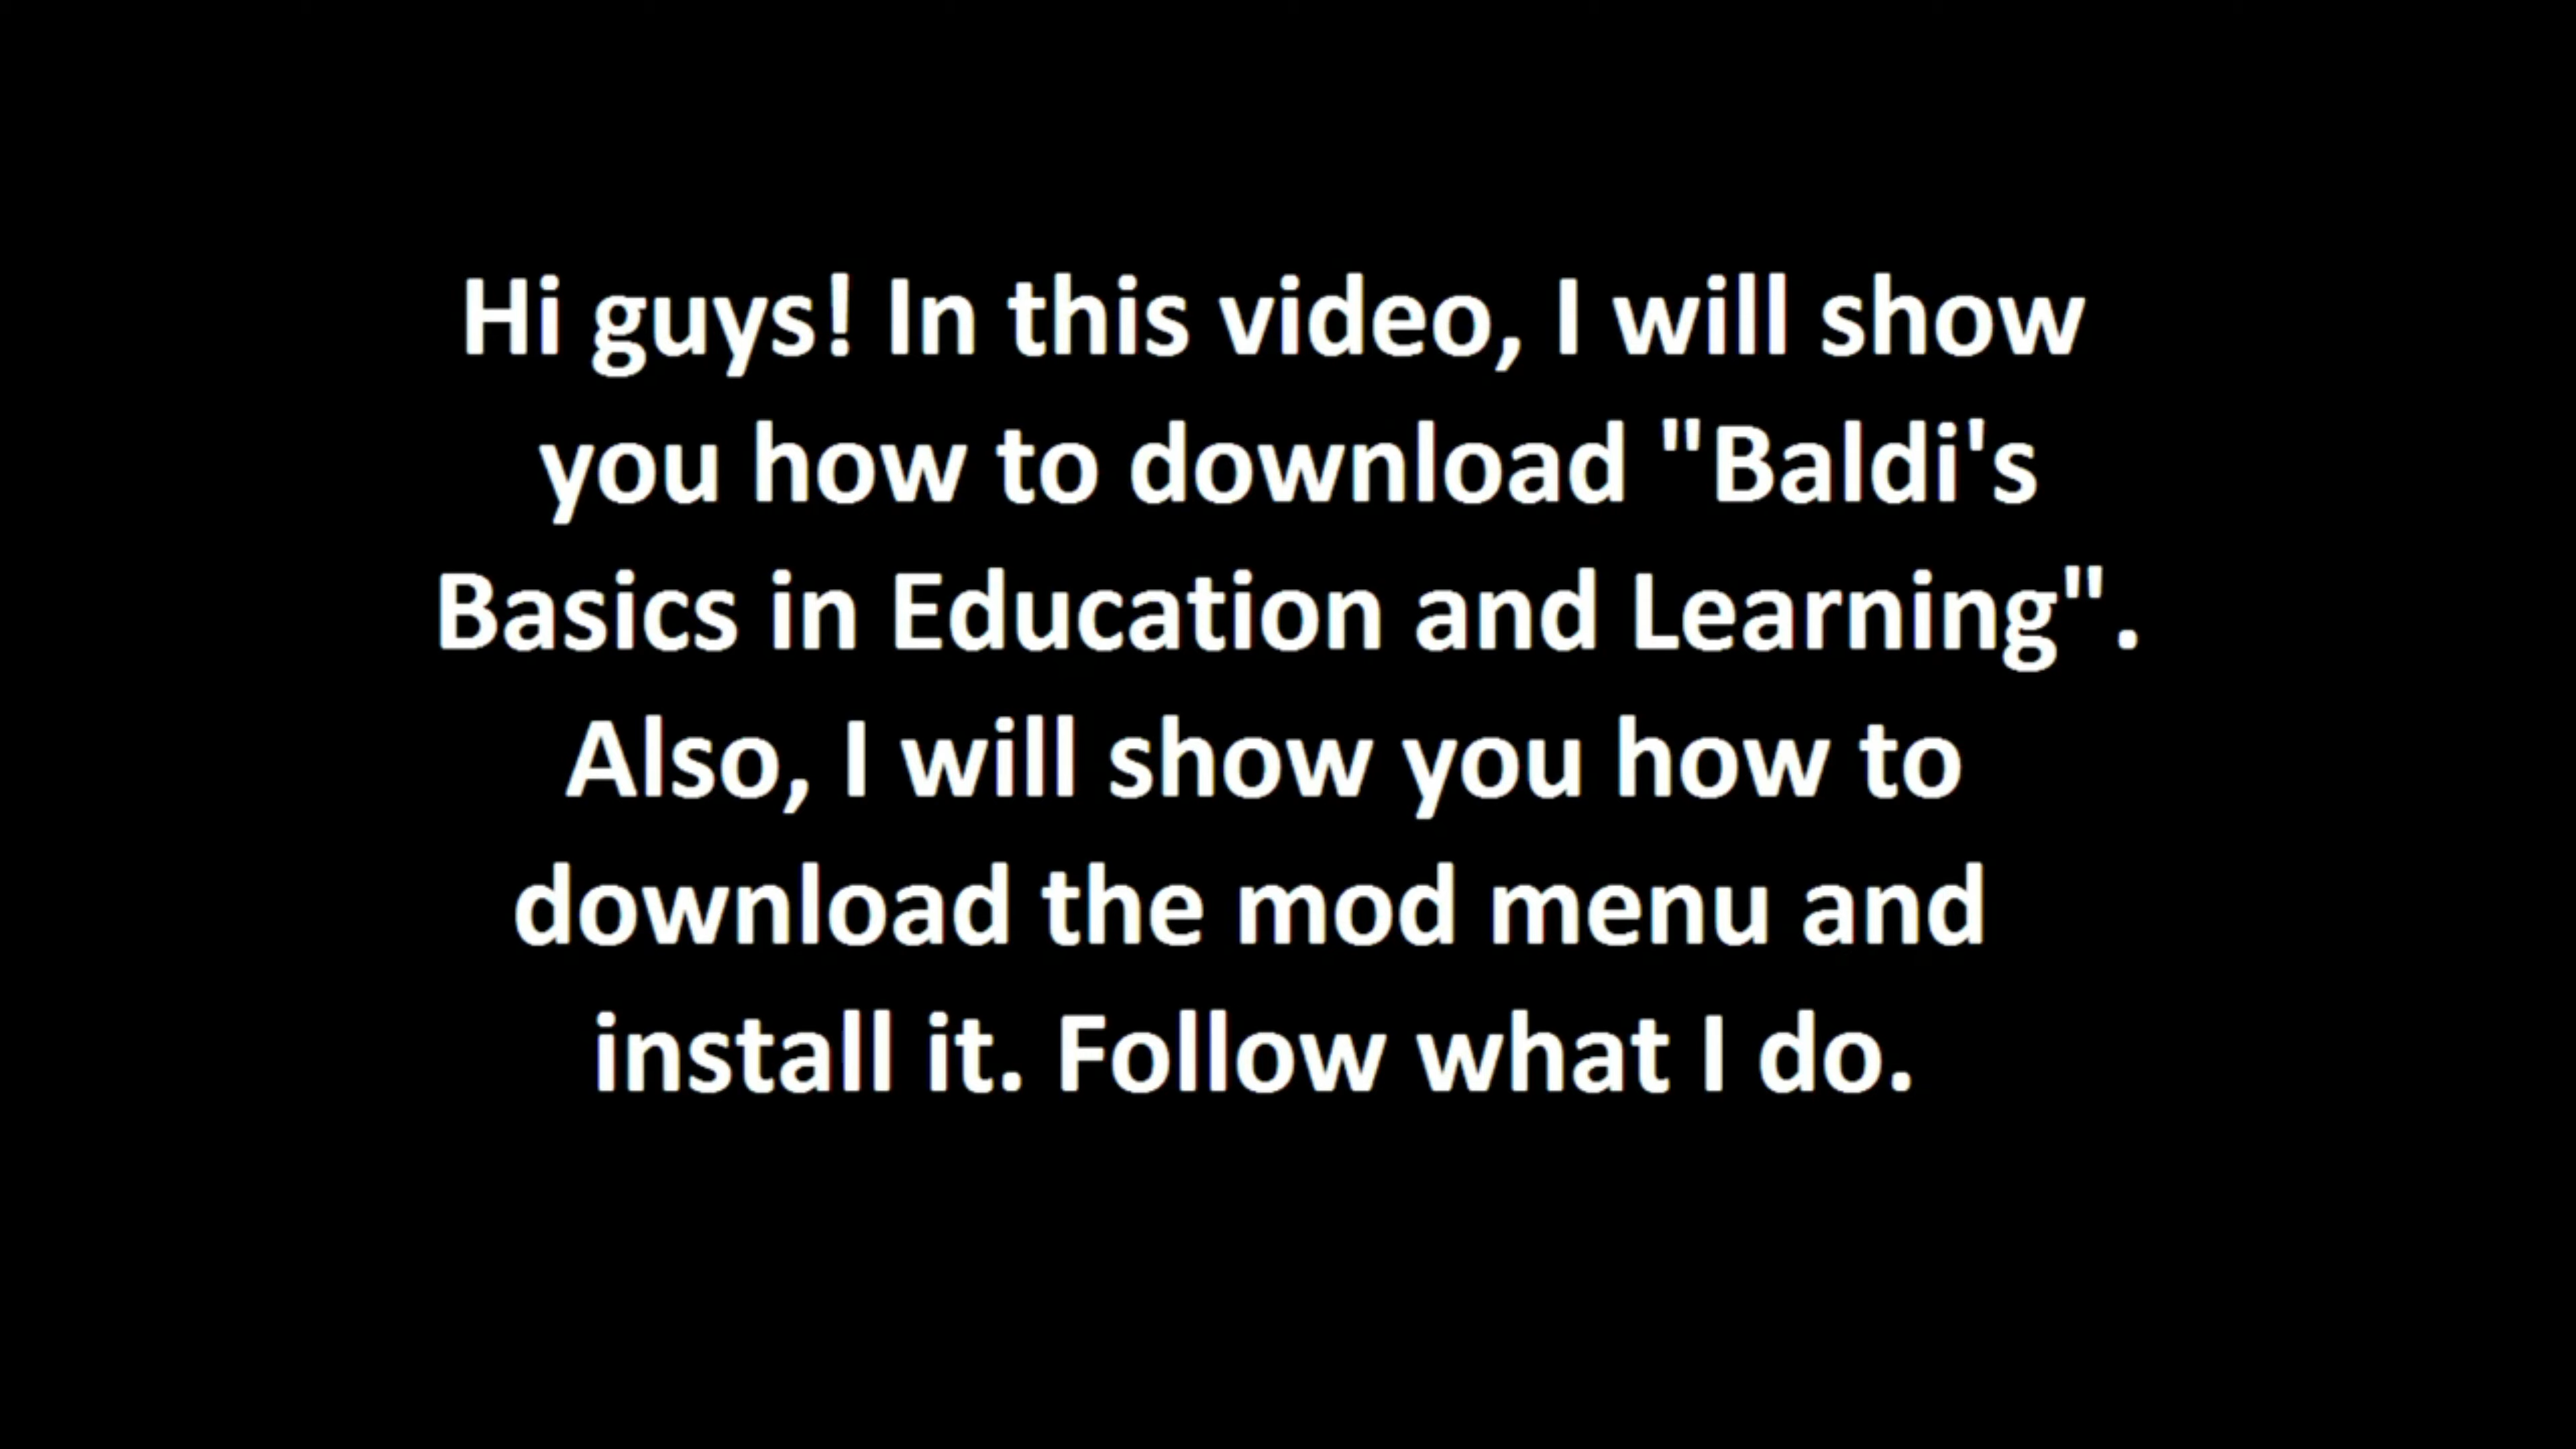 Hi guys! In this video, I will show
you how to download "Baldi's
Basics in Education and Learning".
Also, I will show you how to
download the mod menu and
install it. Follow what I do.